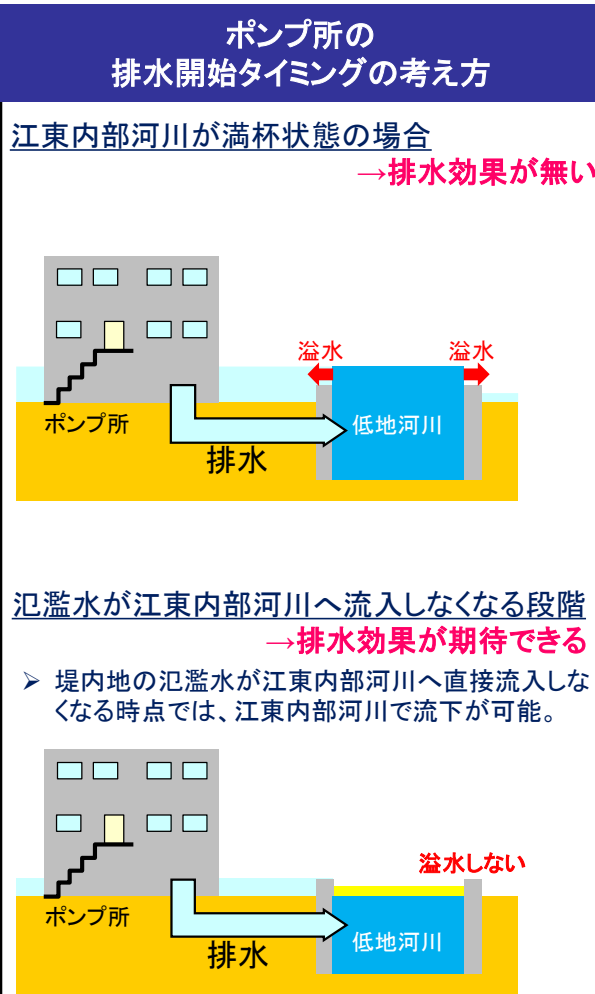 ポンプ所の
排水開始タイミングの考え方
江東内部河川が満杯状態の場合
→排水効果が無い
溢水
溢水
ポンプ所
低地河川
排水
氾濫水が江東内部河川へ流入しなくなる段階
→排水効果が期待できる
➢ 堤内地の氾濫水が江東内部河川へ直接流入しな
くなる時点では、江東内部河川で流下が可能。
溢水しない
ポンプ所
低地河川
排水